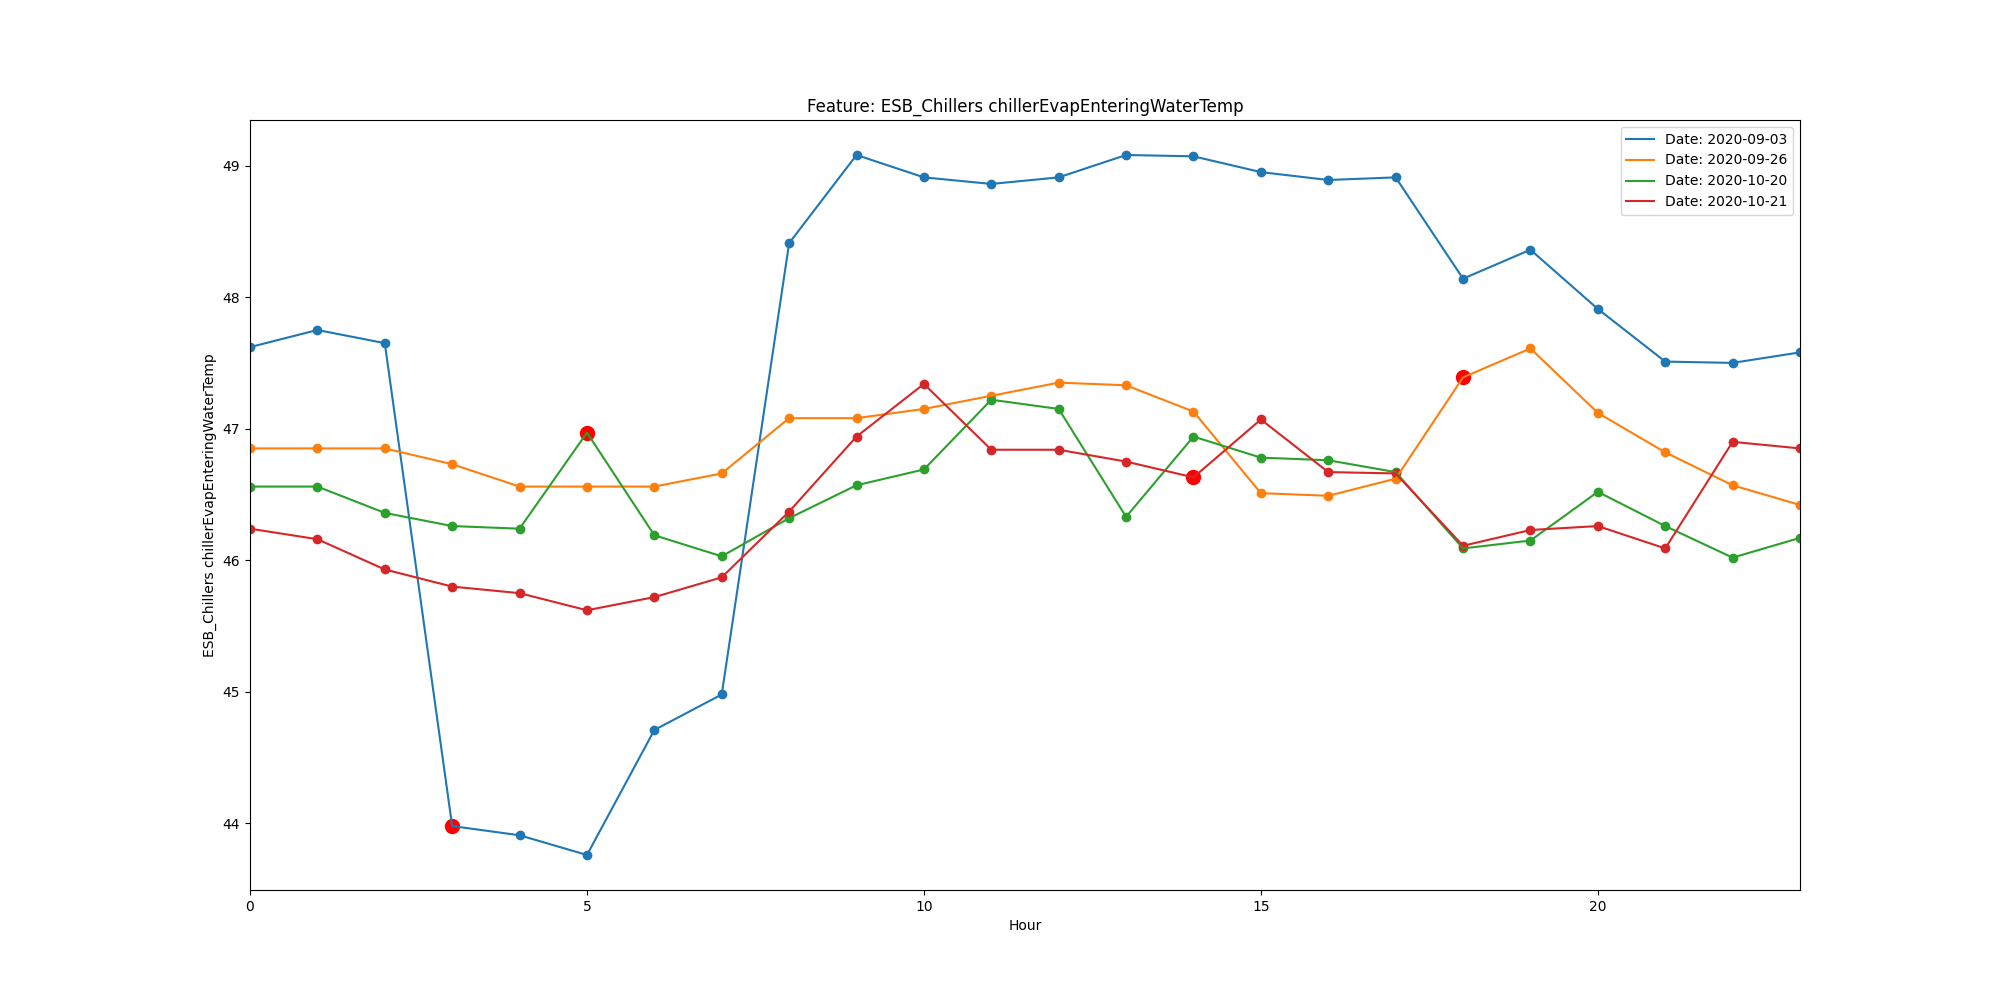 Feature: ESB_Chillers chillerEvapEnteringWaterTemp
Date: 2020-09-03
Date: 2020-09-26
Date: 2020-10-20
Date: 2020-10-21
49
48
47
46
45
44
ESB_Chillers chillerEvapEnteringWaterTemp
0 5 10 15 20
Hour